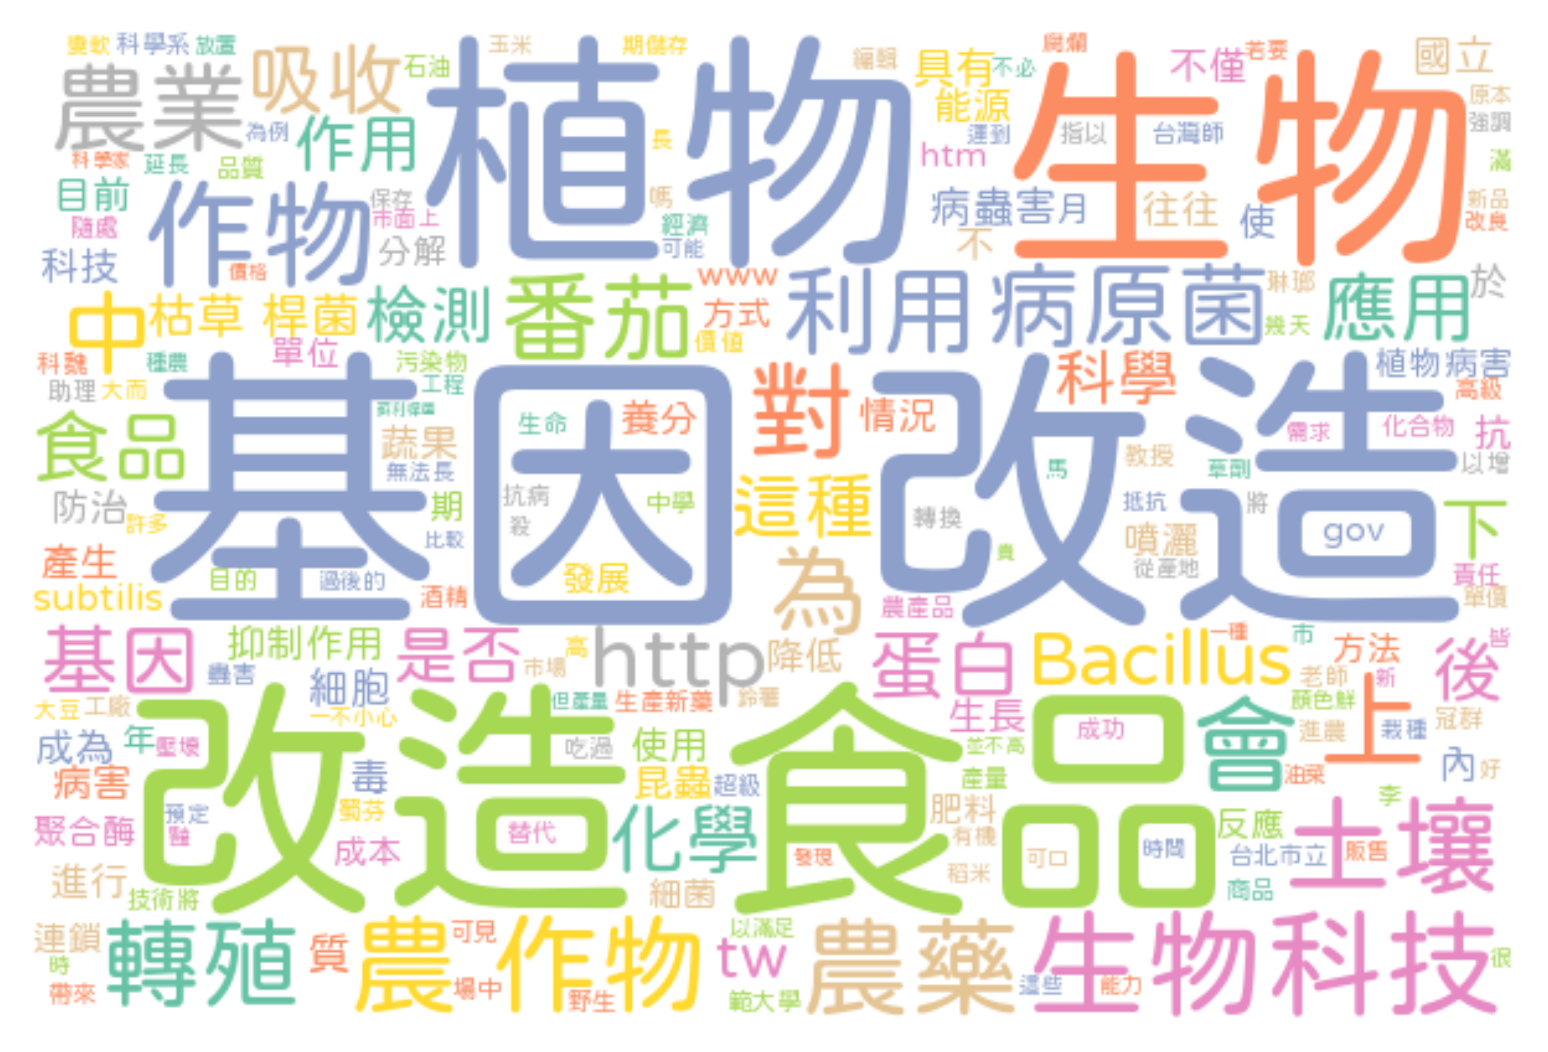 變軟 科學系 放置 玉米 期儲存 編輯 腐爛 若要
農業 吸收 石油 植物 具有 不必 生物 不僅 國立
為例 作用 能源 原本
科學家 延長 品質 長 運到 指以 台灣師 強調
目前 作物 保存 嗎 htm 滿
隨處 市面上 經濟 病蟲害 月 往往 使 新品
科技 價格 分解 可能 不 改良
中 枯草 桿菌 檢測 番茄 www 利用 病原菌 琳瑯 應用 於
單位 方式 價值 幾天
科魏 種農 污染物 科學 植物病害
助理 大而 工程 基因 改造 對 情況 高級
食品 蔬果 生命 養分 需求 化合物 抗
無法長 馬 教授 草劑 以增
防治 許多 期 抗病 中學 這種 轉換 抵抗 將 下
產生 比較 殺 噴灑 gov
目的 過後的 發展 為 貴 從產地 責任
subtilis 酒精 農產品 單價
基因 抑制作用 是否 高 http 降低 蛋白 Bacillus 一種 市 方法 後 皆
蟲害 細胞 市場 老師 新
大豆 工廠 一不小心 但產量 生產新藥 鈴薯 生長 顏色鮮 上 冠群
成為 年 壓壞 改造 吃過 使用 食品 並不高 成功 會 進農 栽種
病害 毒 昆蟲 超級 產量 油菜 內 好
預定 蜀芬 肥料 李
聚合酶 醫 成本 替代 化學 有機 反應 土壤
發現 可口 時間 台北市立 販售
進行 技術將 細菌 稻米 商品
連鎖 轉殖 質 農作物 可見 以滿足 農藥 生物科技
時 tw 很
帶來 場中 野生 範大學 這些 能力